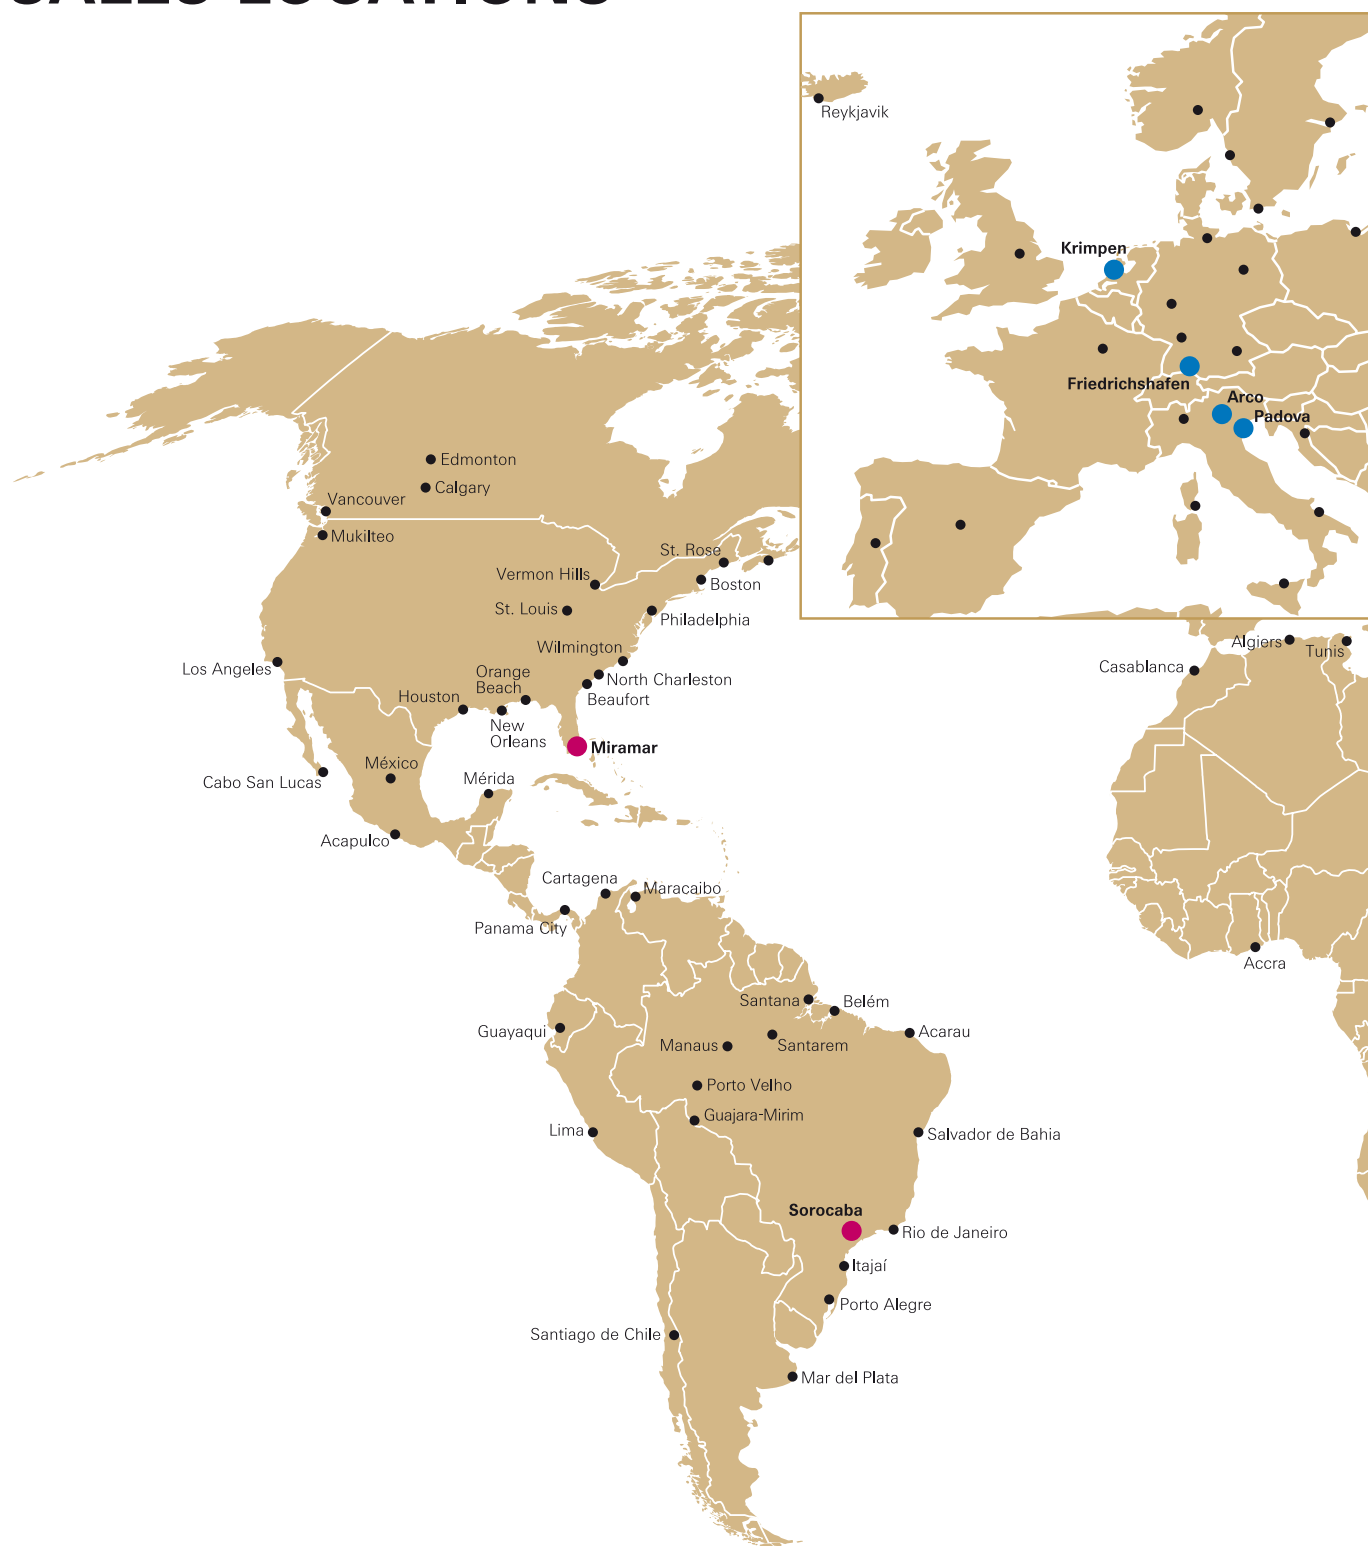 SALES LOCATIONS
Reykjavik
Krimpen
Friedrichshafen
Arco
Padova
Edmonton
Calgary
Vancouver
Mukilteo
St. Rose
Vermon Hills
Boston
St. Louis
Philadelphia
Wilmington
Los Angeles
Orange
Beach
North Charleston
Houston
Beaufort
New
Orleans
Miramar
México
Mérida
Cabo San Lucas
Acapulco
Algiers
Tunis
Casablanca
Accra
Cartagena
Maracaibo
Panama City
Santana
Belém
Guayaqui
Acarau
Manaus
Santarem
Porto Velho
Guajara-Mirim
Lima
Salvador de Bahia
Sorocaba
Rio de Janeiro
Itajaí
Porto Alegre
Santiago de Chile
Mar del Plata